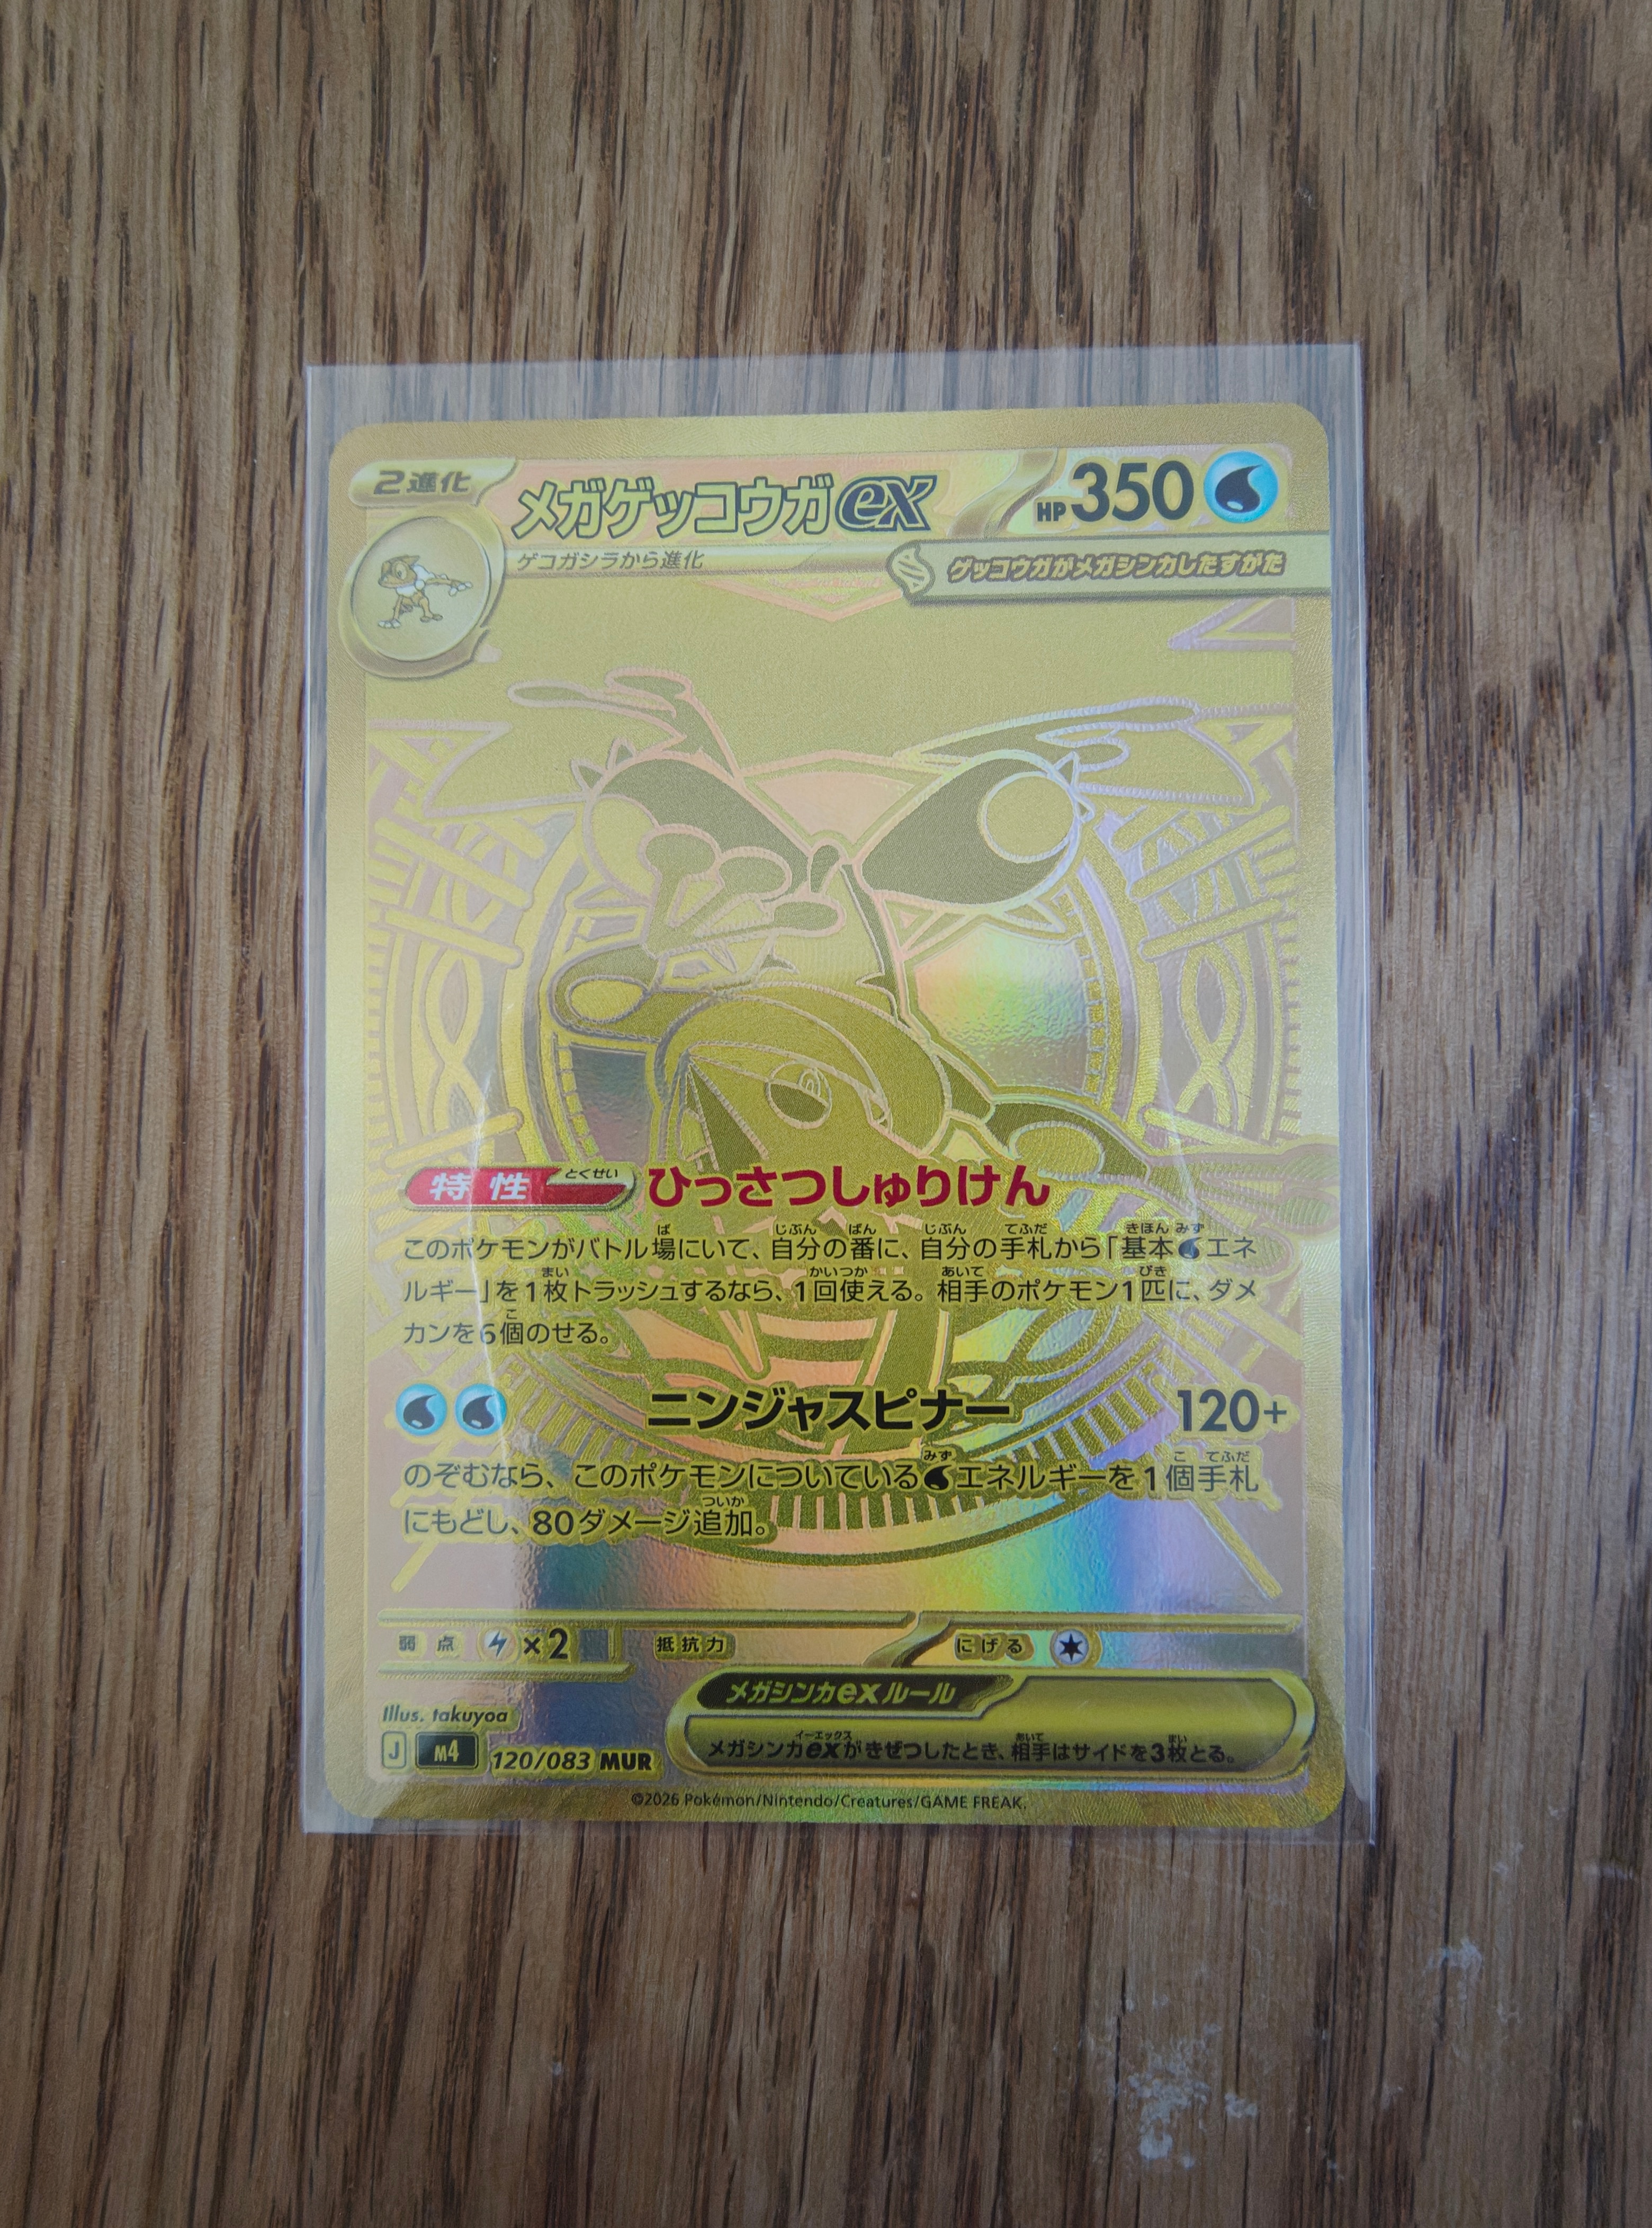 2進化
メガゲッコウガex
HP350
ゲコガシラから進化
ゲッコウガがメガシンカしたすがた
特性
とくせい
ひっさつしゅりけん
ば じぶん ばん じぶん てふだ きほん みず
このポケモンがバトル場にいて、自分の番に、自分の手札から「基本エネ
まい かいつか あいて びき
ルギー」を1枚トラッシュするなら、1回使える。相手のポケモン1匹に、ダメ
こ
カンを6個のせる。
ニンジャスピナー
120+
みず こ てふだ
のぞむなら、このポケモンについているエネルギーを1個手札
ついか
にもどし、80ダメージ追加。
弱点 ×2
抵抗力
にげる
メガシンカexルール
イーエックス あいて まい
メガシンカexがきぜつしたとき、相手はサイドを3枚とる。
Illus. takuyoa
J M4 120/083 MUR
©2026 Pokémon/Nintendo/Creatures/GAME FREAK.